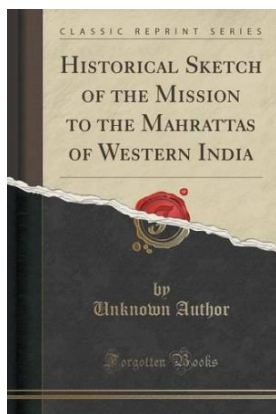 CLASSIC REPRINT SERIES
HISTORICAL SKETCH
OF THE MISSION
TO THE MAHRATTAS
OF WESTERN INDIA
F
by
Unknown Author
Forgotten Books